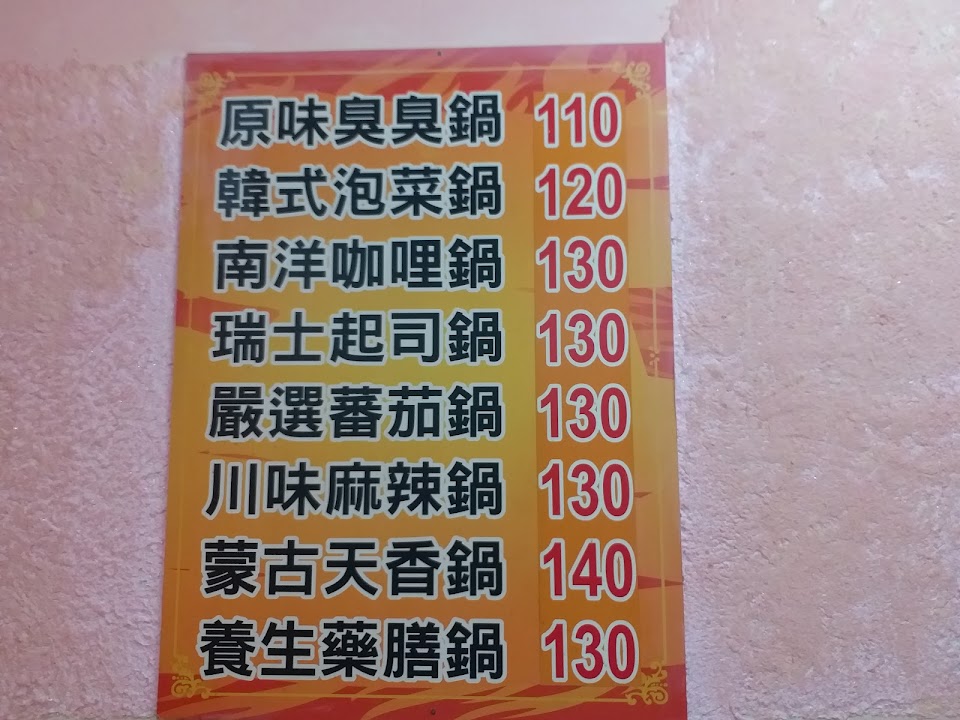 原味臭臭鍋 110
韓式泡菜鍋 120
南洋咖哩鍋 130
瑞士起司鍋 130
嚴選蕃茄鍋 130
川味麻辣鍋 130
蒙古天香鍋 140
養生藥膳鍋 130